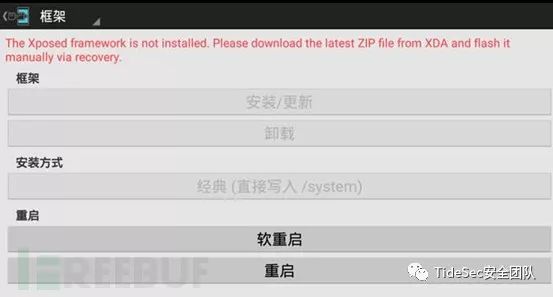 框架
The Xposed framework is not installed. Please download the latest ZIP file from XDA and flash it
manually via recovery.
框架
安装/更新
卸载
安装方式
经典 (直接写入 /system)
重启
软重启
重启
REEBUF
TideSec安全团队